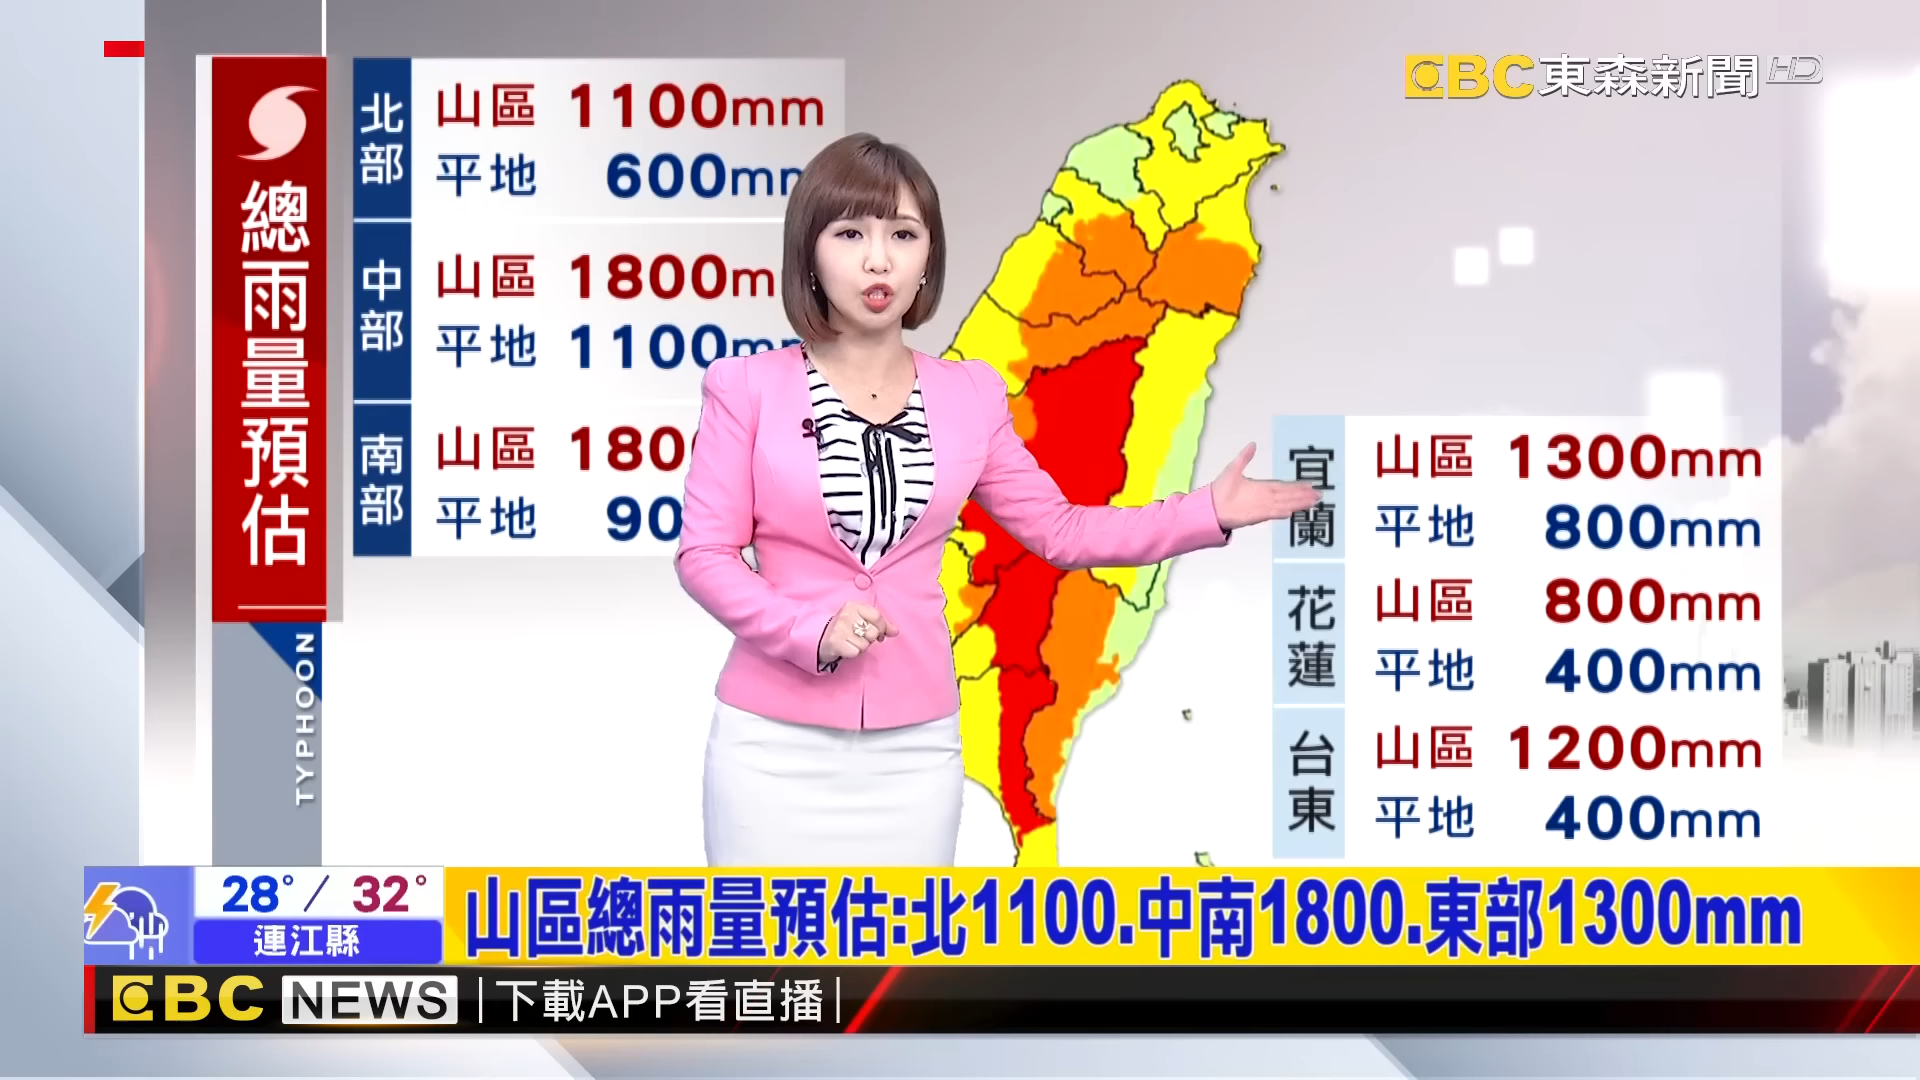 EBC東森新聞HD
總雨量預估
TYPHOON
北部
山區 1100mm
平地 600mm
中部
山區 1800m
平地 1100mm
南部
山區 180
平地 90
宜蘭
山區 1300mm
平地 800mm
花蓮
山區 800mm
平地 400mm
台東
山區 1200mm
平地 400mm
28°/ 32°
連江縣
山區總雨量預估:北1100.中南1800.東部1300mm
EBC NEWS |下載APP看直播|